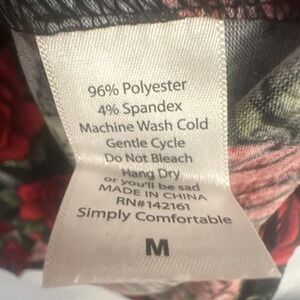 96% Polyester
4% Spandex
Machine Wash Cold
Gentle Cycle
Do Not Bleach
Hang Dry
or you'll be sad
MADE IN CHINA
RN#142161
Simply Comfortable
M